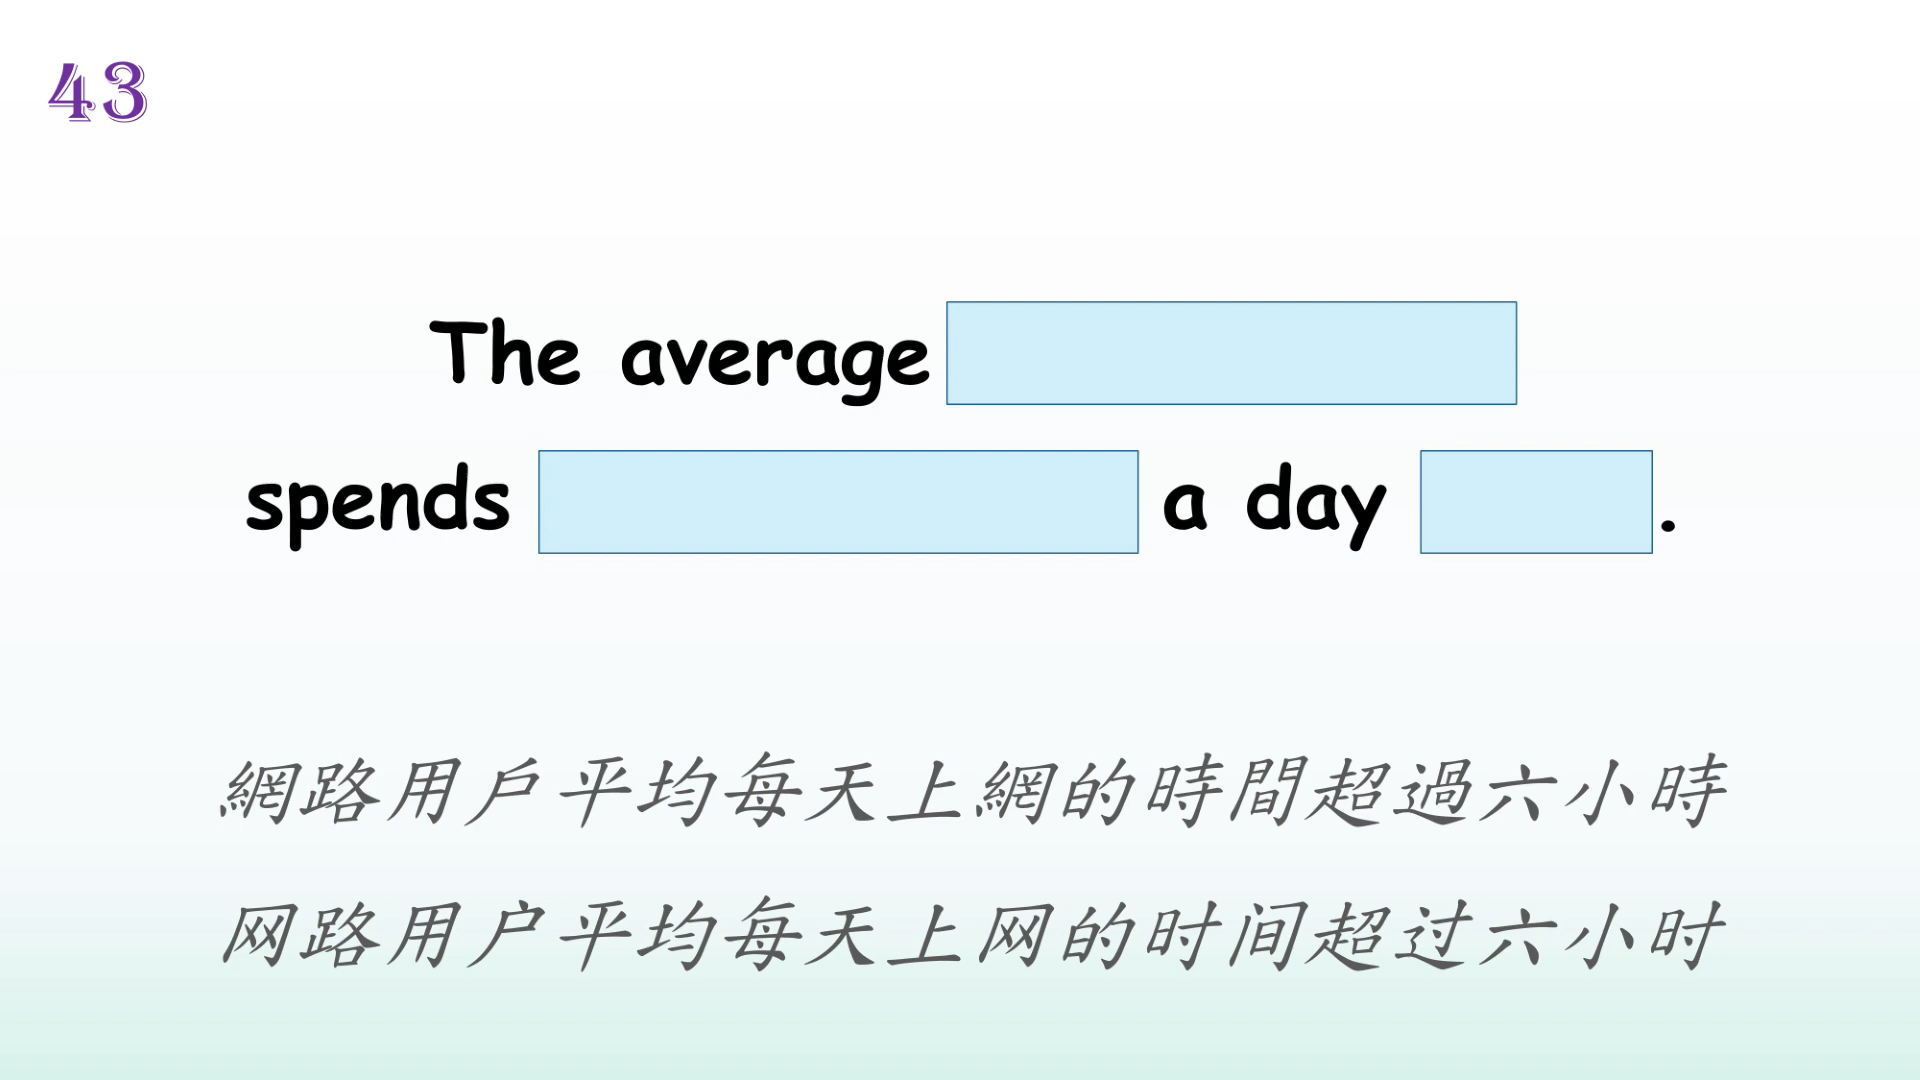 43
The average
spends a day .
網路用戶平均每天上網的時間超過六小時
网路用户平均每天上网的时间超过六小时